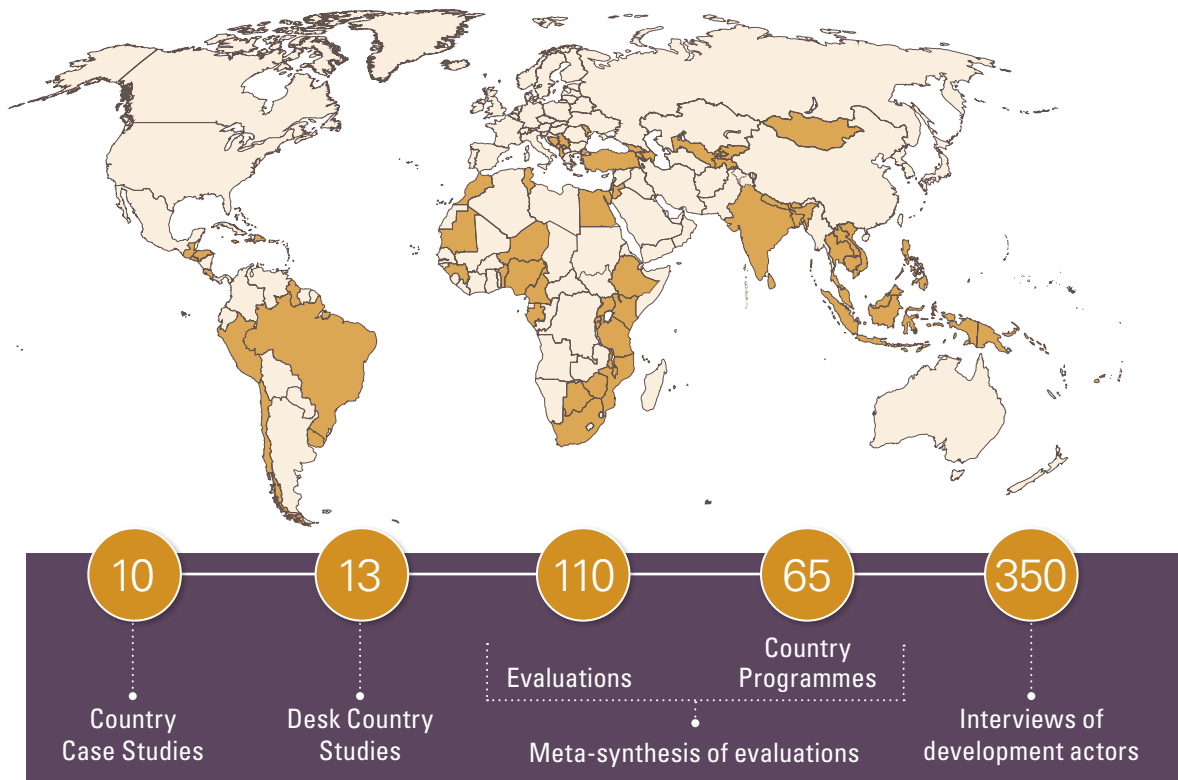 10
Country
Case Studies
13
Desk Country
Studies
110
Evaluations
65
Country
Programmes
Meta-synthesis of evaluations
350
Interviews of
development actors